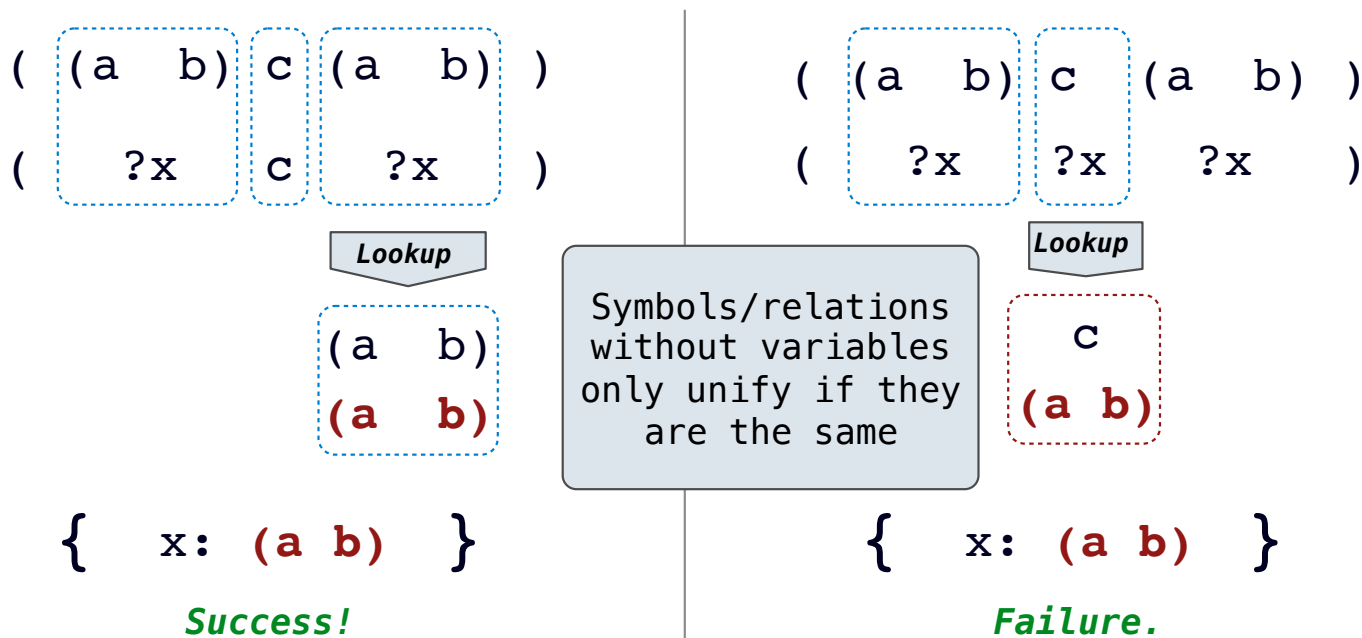 ( (a b) c (a b) )
( ?x c ?x )
Lookup
(a b)
(a b)
{ x: (a b) }
Success!
Symbols/relations
without variables
only unify if they
are the same
( (a b) c (a b) )
( ?x ?x ?x )
Lookup
c
(a b)
{ x: (a b) }
Failure.